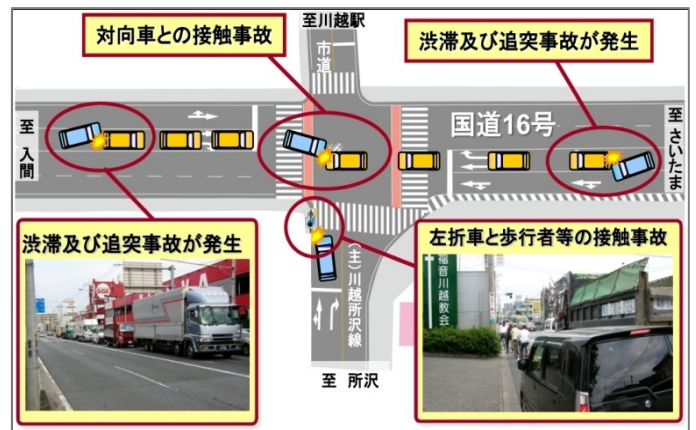 至川越駅
対向車との接触事故
市道
渋滞及び追突事故が発生
至 入間
国道16号
至 さいたま
渋滞及び追突事故が発生
(主)川越所沢線
左折車と歩行者等の接触事故
福音川越教会
至 所沢